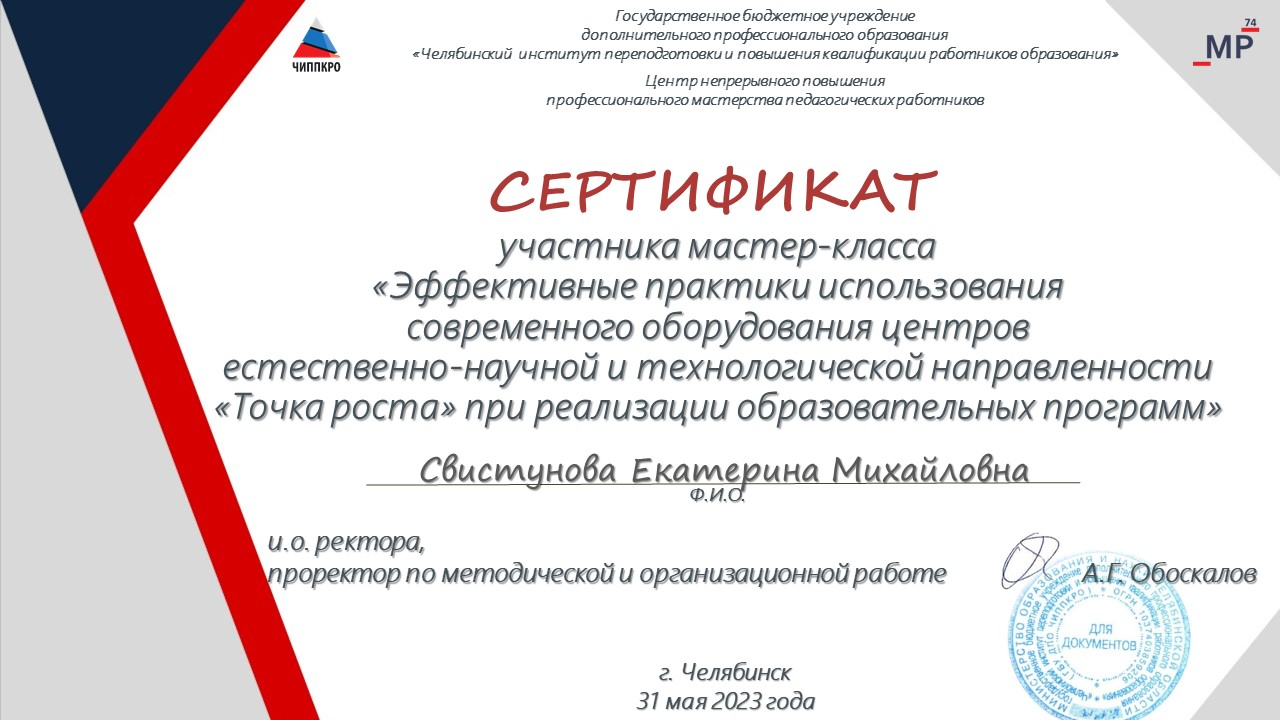 Государственное бюджетное учреждение
дополнительного профессионального образования
«Челябинский институт переподготовки и повышения квалификации работников образования»
Центр непрерывного повышения
профессионального мастерства педагогических работников
ЧИППКРО
74
МР
СЕРТИФИКАТ
участника мастер-класса
«Эффективные практики использования
современного оборудования центров
естественно-научной и технологической направленности
«Точка роста» при реализации образовательных программ»
Свистунова Екатерина Михайловна
Ф.И.О.
и.о. ректора,
проректор по методической и организационной работе
А.Г. Обоскалов
ДЛЯ
ДОКУМЕНТОВ
г. Челябинск
31 мая 2023 года